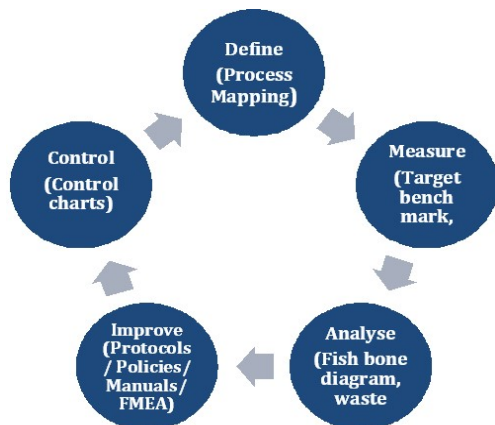 Define
(Process
Mapping)
Measure
(Target
bench
mark,
Analyse
(Fish bone
diagram,
waste
Improve
(Protocols
/ Policies/
Manuals/
FMEA)
Control
(Control
charts)